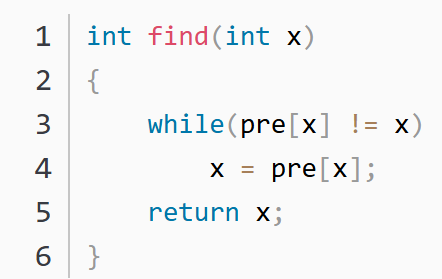 1 int find(int x)
2 {
3     while(pre[x] != x)
4         x = pre[x];
5     return x;
6 }